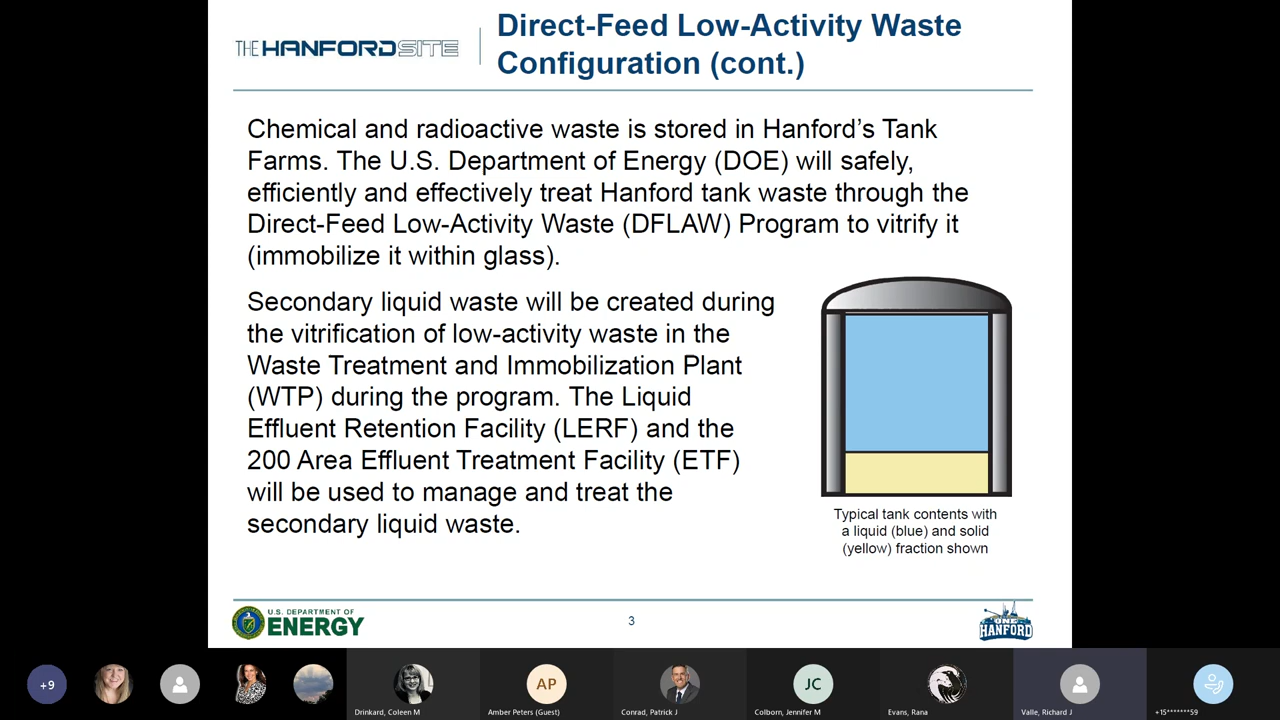 THE HANFORD SITE
Direct-Feed Low-Activity Waste
Configuration (cont.)
Chemical and radioactive waste is stored in Hanford's Tank
Farms. The U.S. Department of Energy (DOE) will safely,
efficiently and effectively treat Hanford tank waste through the
Direct-Feed Low-Activity Waste (DFLAW) Program to vitrify it
(immobilize it within glass).
Secondary liquid waste will be created during
the vitrification of low-activity waste in the
Waste Treatment and Immobilization Plant
(WTP) during the program. The Liquid
Effluent Retention Facility (LERF) and the
200 Area Effluent Treatment Facility (ETF)
will be used to manage and treat the
secondary liquid waste.
Typical tank contents with
a liquid (blue) and solid
(yellow) fraction shown
U.S. DEPARTMENT OF
ENERGY
3
ONE
HANFORD
+9
AP
JC
Drinkard, Coleen M
Amber Peters (Guest)
Conrad, Patrick J
Colborn, Jennifer M
Evans, Rana
Valle, Richard J
+15*******59